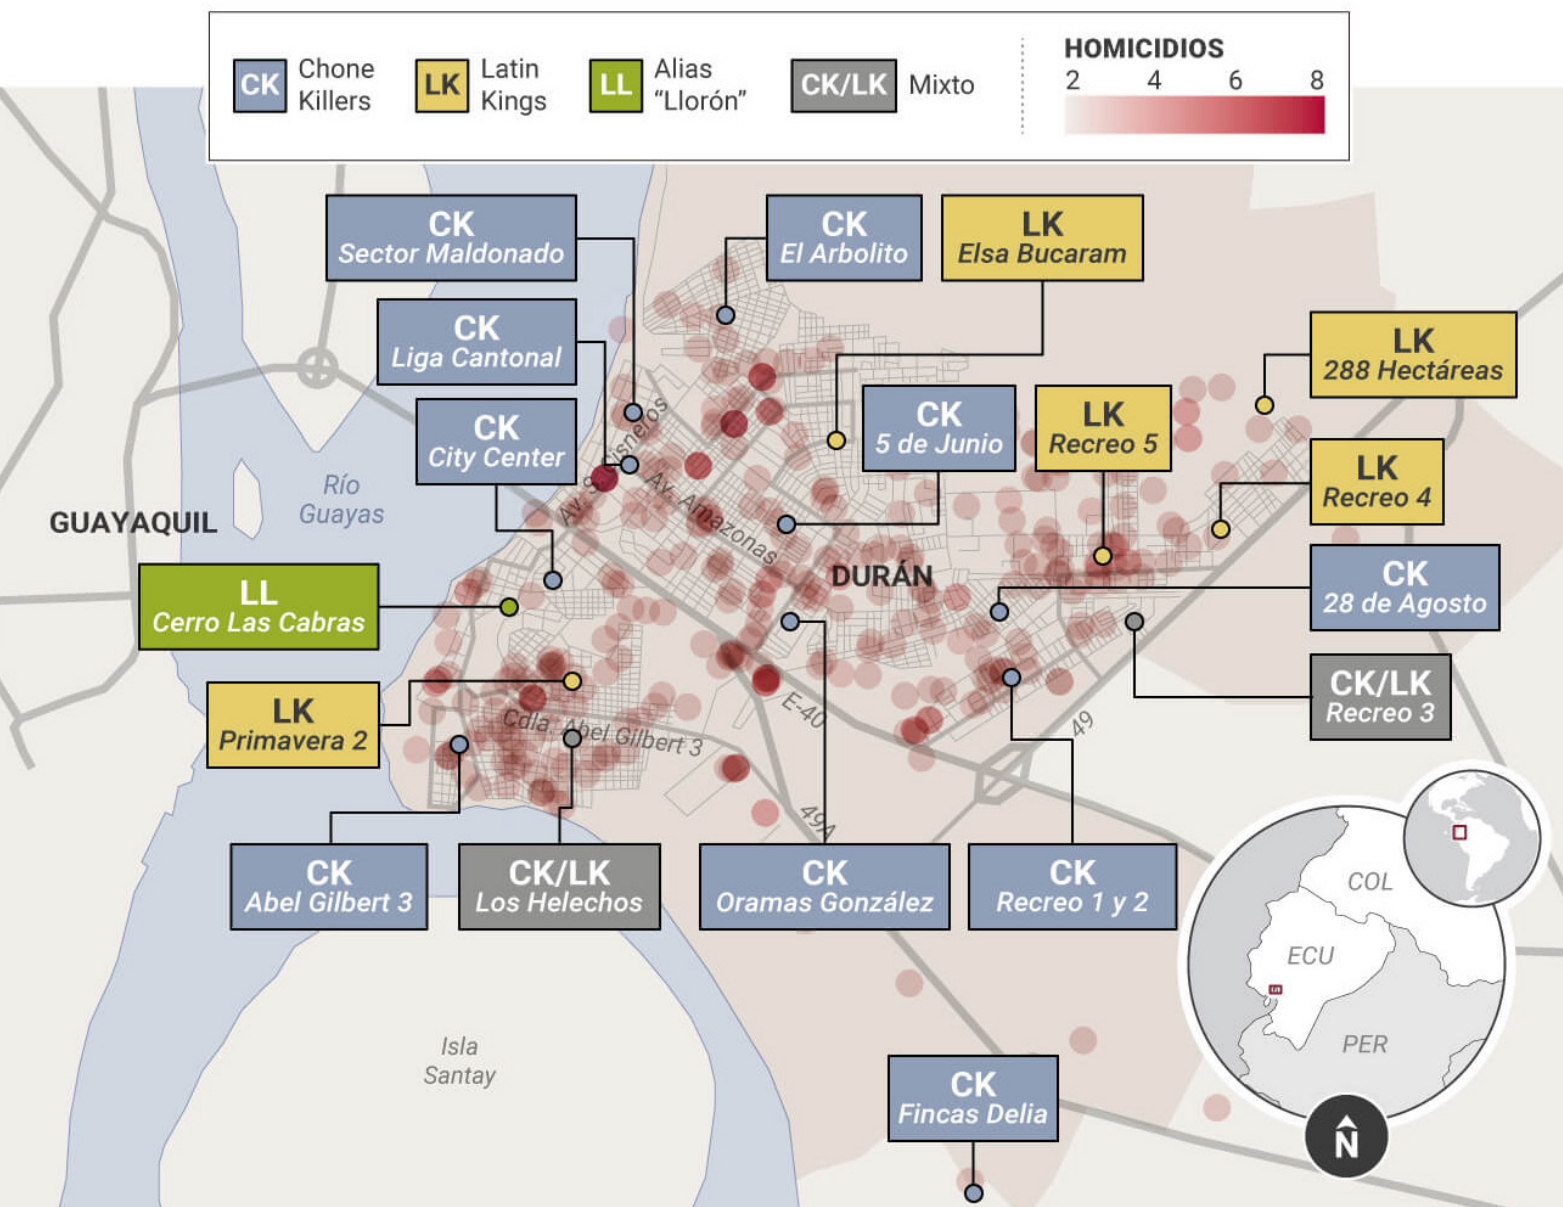 CK
Chone
Killers
LK
Latin
Kings
LL
Alias
“Llorón”
CK/LK
Mixto
HOMICIDIOS
2 4 6 8
CK
Sector Maldonado
CK
El Arbolito
LK
Elsa Bucaram
CK
Liga Cantonal
LK
288 Hectáreas
CK
City Center
CK
5 de Junio
LK
Recreo 5
LK
Recreo 4
Av. Amazonas
Río
Guayas
GUAYAQUIL
DURÁN
CK
28 de Agosto
LL
Cerro Las Cabras
CK/LK
Recreo 3
LK
Primavera 2
Cdla. Abel Gilbert 3
E-40
49
49A
CK
Abel Gilbert 3
CK/LK
Los Helechos
CK
Oramas González
CK
Recreo 1 y 2
COL
ECU
PER
Isla
Santay
CK
Fincas Delia
N